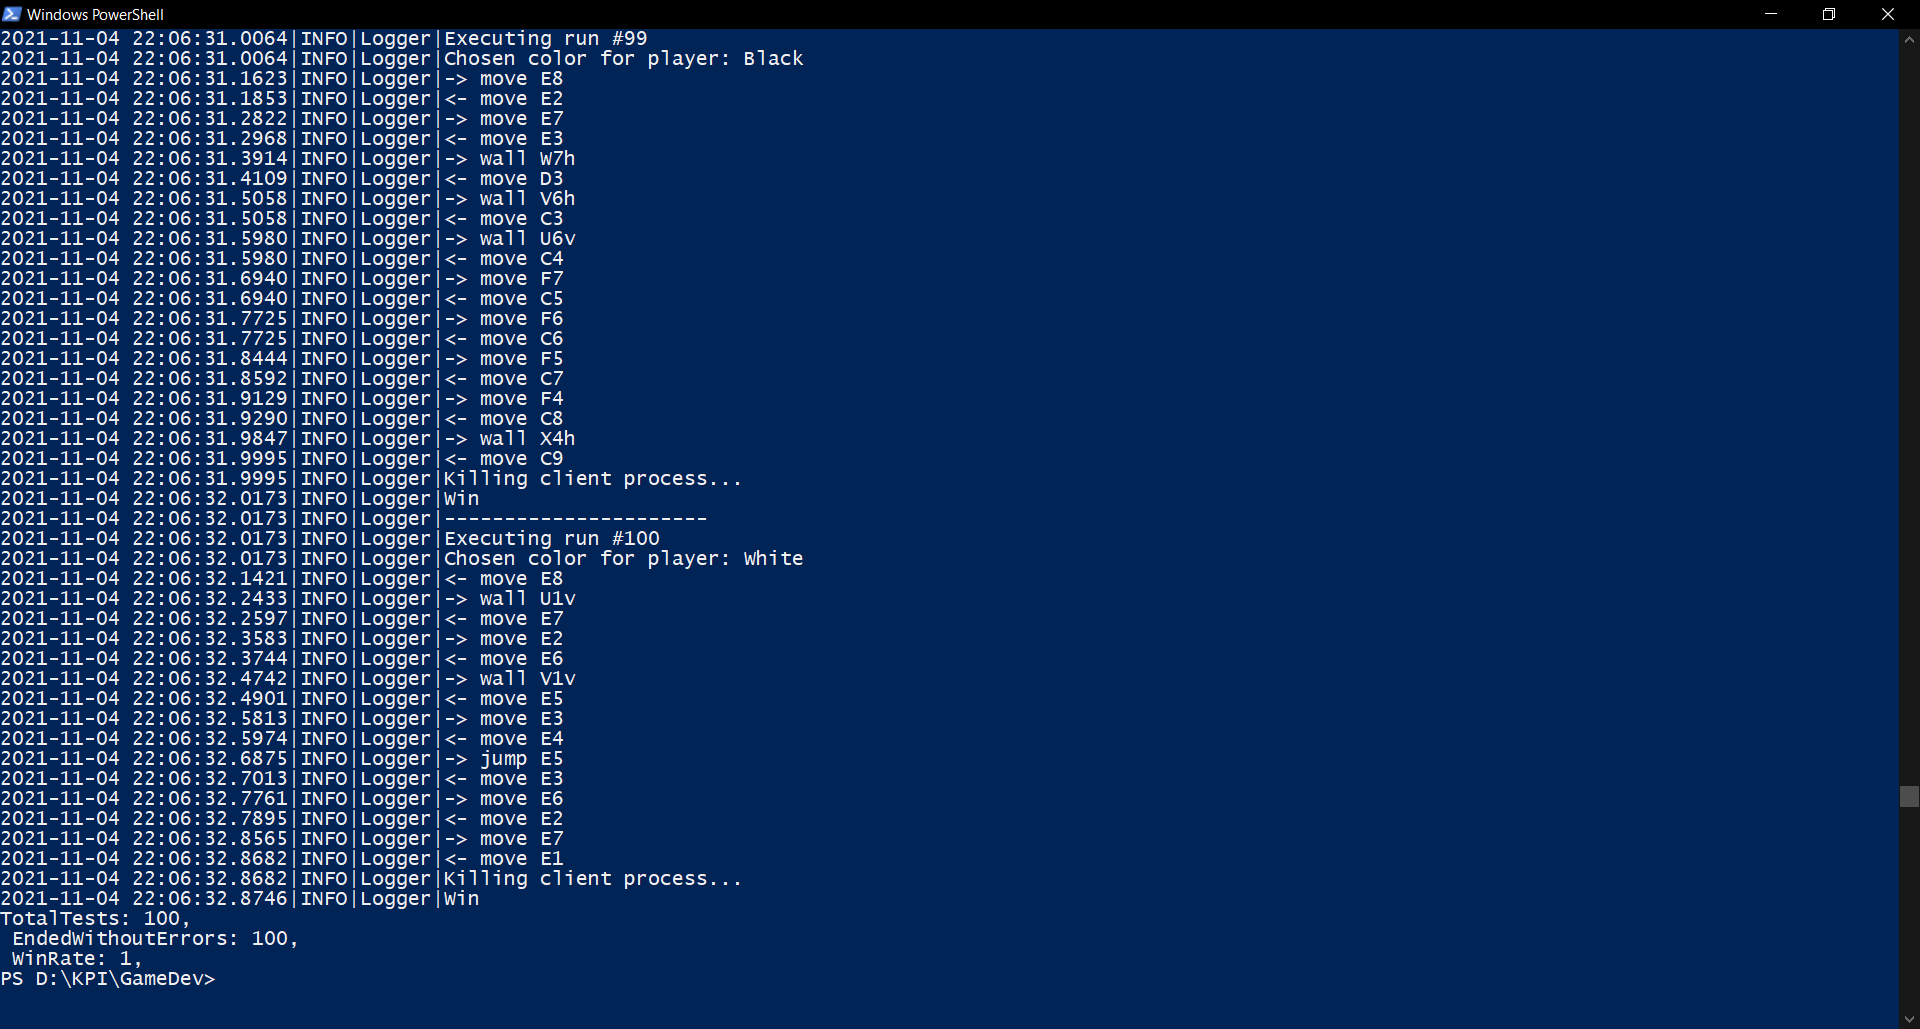 Windows PowerShell
2021-11-04 22:06:31.0064|INFO|Logger|Executing run #99
2021-11-04 22:06:31.0064|INFO|Logger|Chosen color for player: Black
2021-11-04 22:06:31.1623|INFO|Logger|-> move E8
2021-11-04 22:06:31.1853|INFO|Logger|<- move E2
2021-11-04 22:06:31.2822|INFO|Logger|-> move E7
2021-11-04 22:06:31.2968|INFO|Logger|<- move E3
2021-11-04 22:06:31.3914|INFO|Logger|-> wall W7h
2021-11-04 22:06:31.4109|INFO|Logger|<- move D3
2021-11-04 22:06:31.5058|INFO|Logger|-> wall V6h
2021-11-04 22:06:31.5058|INFO|Logger|<- move C3
2021-11-04 22:06:31.5980|INFO|Logger|-> wall U6v
2021-11-04 22:06:31.5980|INFO|Logger|<- move C4
2021-11-04 22:06:31.6940|INFO|Logger|-> move F7
2021-11-04 22:06:31.6940|INFO|Logger|<- move C5
2021-11-04 22:06:31.7725|INFO|Logger|-> move F6
2021-11-04 22:06:31.7725|INFO|Logger|<- move C6
2021-11-04 22:06:31.8444|INFO|Logger|-> move F5
2021-11-04 22:06:31.8592|INFO|Logger|<- move C7
2021-11-04 22:06:31.9129|INFO|Logger|-> move F4
2021-11-04 22:06:31.9290|INFO|Logger|<- move C8
2021-11-04 22:06:31.9847|INFO|Logger|-> wall X4h
2021-11-04 22:06:31.9995|INFO|Logger|<- move C9
2021-11-04 22:06:31.9995|INFO|Logger|Killing client process...
2021-11-04 22:06:32.0173|INFO|Logger|Win
2021-11-04 22:06:32.0173|INFO|Logger|----------------------
2021-11-04 22:06:32.0173|INFO|Logger|Executing run #100
2021-11-04 22:06:32.0173|INFO|Logger|Chosen color for player: White
2021-11-04 22:06:32.1421|INFO|Logger|<- move E8
2021-11-04 22:06:32.2433|INFO|Logger|-> wall U1v
2021-11-04 22:06:32.2597|INFO|Logger|<- move E7
2021-11-04 22:06:32.3583|INFO|Logger|-> move E2
2021-11-04 22:06:32.3744|INFO|Logger|<- move E6
2021-11-04 22:06:32.4742|INFO|Logger|-> wall V1v
2021-11-04 22:06:32.4901|INFO|Logger|<- move E5
2021-11-04 22:06:32.5813|INFO|Logger|-> move E3
2021-11-04 22:06:32.5974|INFO|Logger|<- move E4
2021-11-04 22:06:32.6875|INFO|Logger|-> jump E5
2021-11-04 22:06:32.7013|INFO|Logger|<- move E3
2021-11-04 22:06:32.7761|INFO|Logger|-> move E6
2021-11-04 22:06:32.7895|INFO|Logger|<- move E2
2021-11-04 22:06:32.8565|INFO|Logger|-> move E7
2021-11-04 22:06:32.8682|INFO|Logger|<- move E1
2021-11-04 22:06:32.8682|INFO|Logger|Killing client process...
2021-11-04 22:06:32.8746|INFO|Logger|Win
TotalTests: 100,
 EndedWithoutErrors: 100,
 WinRate: 1,
PS D:\KPI\GameDev>